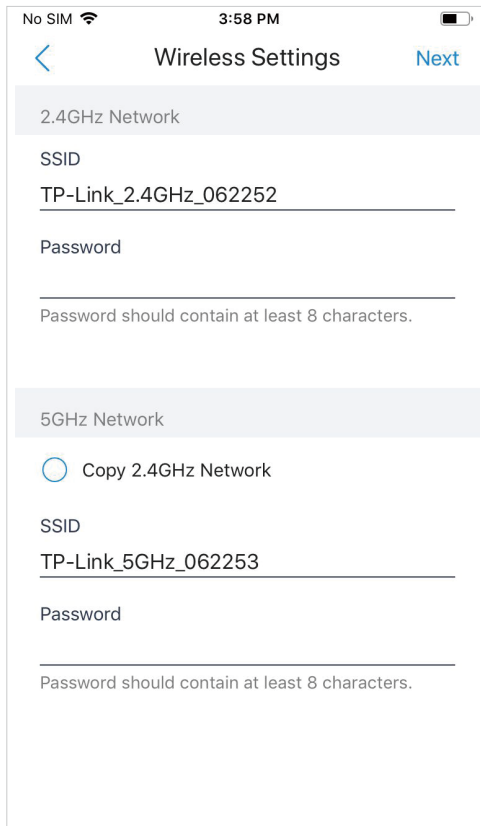 No SIM 3:58 PM
Wireless Settings Next
2.4GHz Network
SSID
TP-Link_2.4GHz_062252
Password
Password should contain at least 8 characters.
5GHz Network
Copy 2.4GHz Network
SSID
TP-Link_5GHz_062253
Password
Password should contain at least 8 characters.